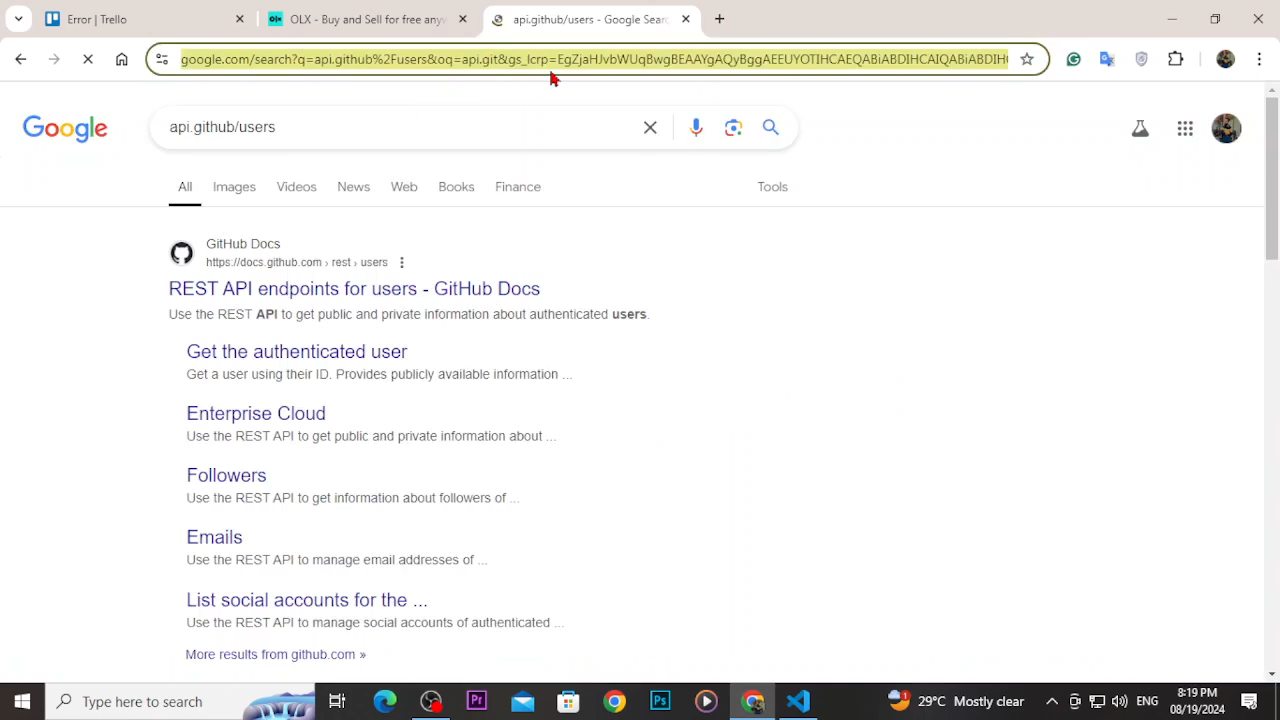 Error | Trello
OLX - Buy and Sell for free any
api.github/users - Google Sear
google.com/search?q=api.github%2Fusers&oq=api.git&gs_lcrp=EgZjaHJvbWUqBwgBEAAYgAQyBggAEEUYOTIHCAEQABiABDIHCAIQABiABDIH
Google
api.github/users
All
Images
Videos
News
Web
Books
Finance
Tools
GitHub Docs
https://docs.github.com › rest › users
REST API endpoints for users - GitHub Docs
Use the REST API to get public and private information about authenticated users.
Get the authenticated user
Get a user using their ID. Provides publicly available information ...
Enterprise Cloud
Use the REST API to get public and private information about ...
Followers
Use the REST API to get information about followers of ...
Emails
Use the REST API to manage email addresses of ...
List social accounts for the ...
Use the REST API to manage social accounts of authenticated ...
More results from github.com »
Type here to search
Pr
Ps
1
29°C Mostly clear
ENG
8:19 PM
08/19/2024